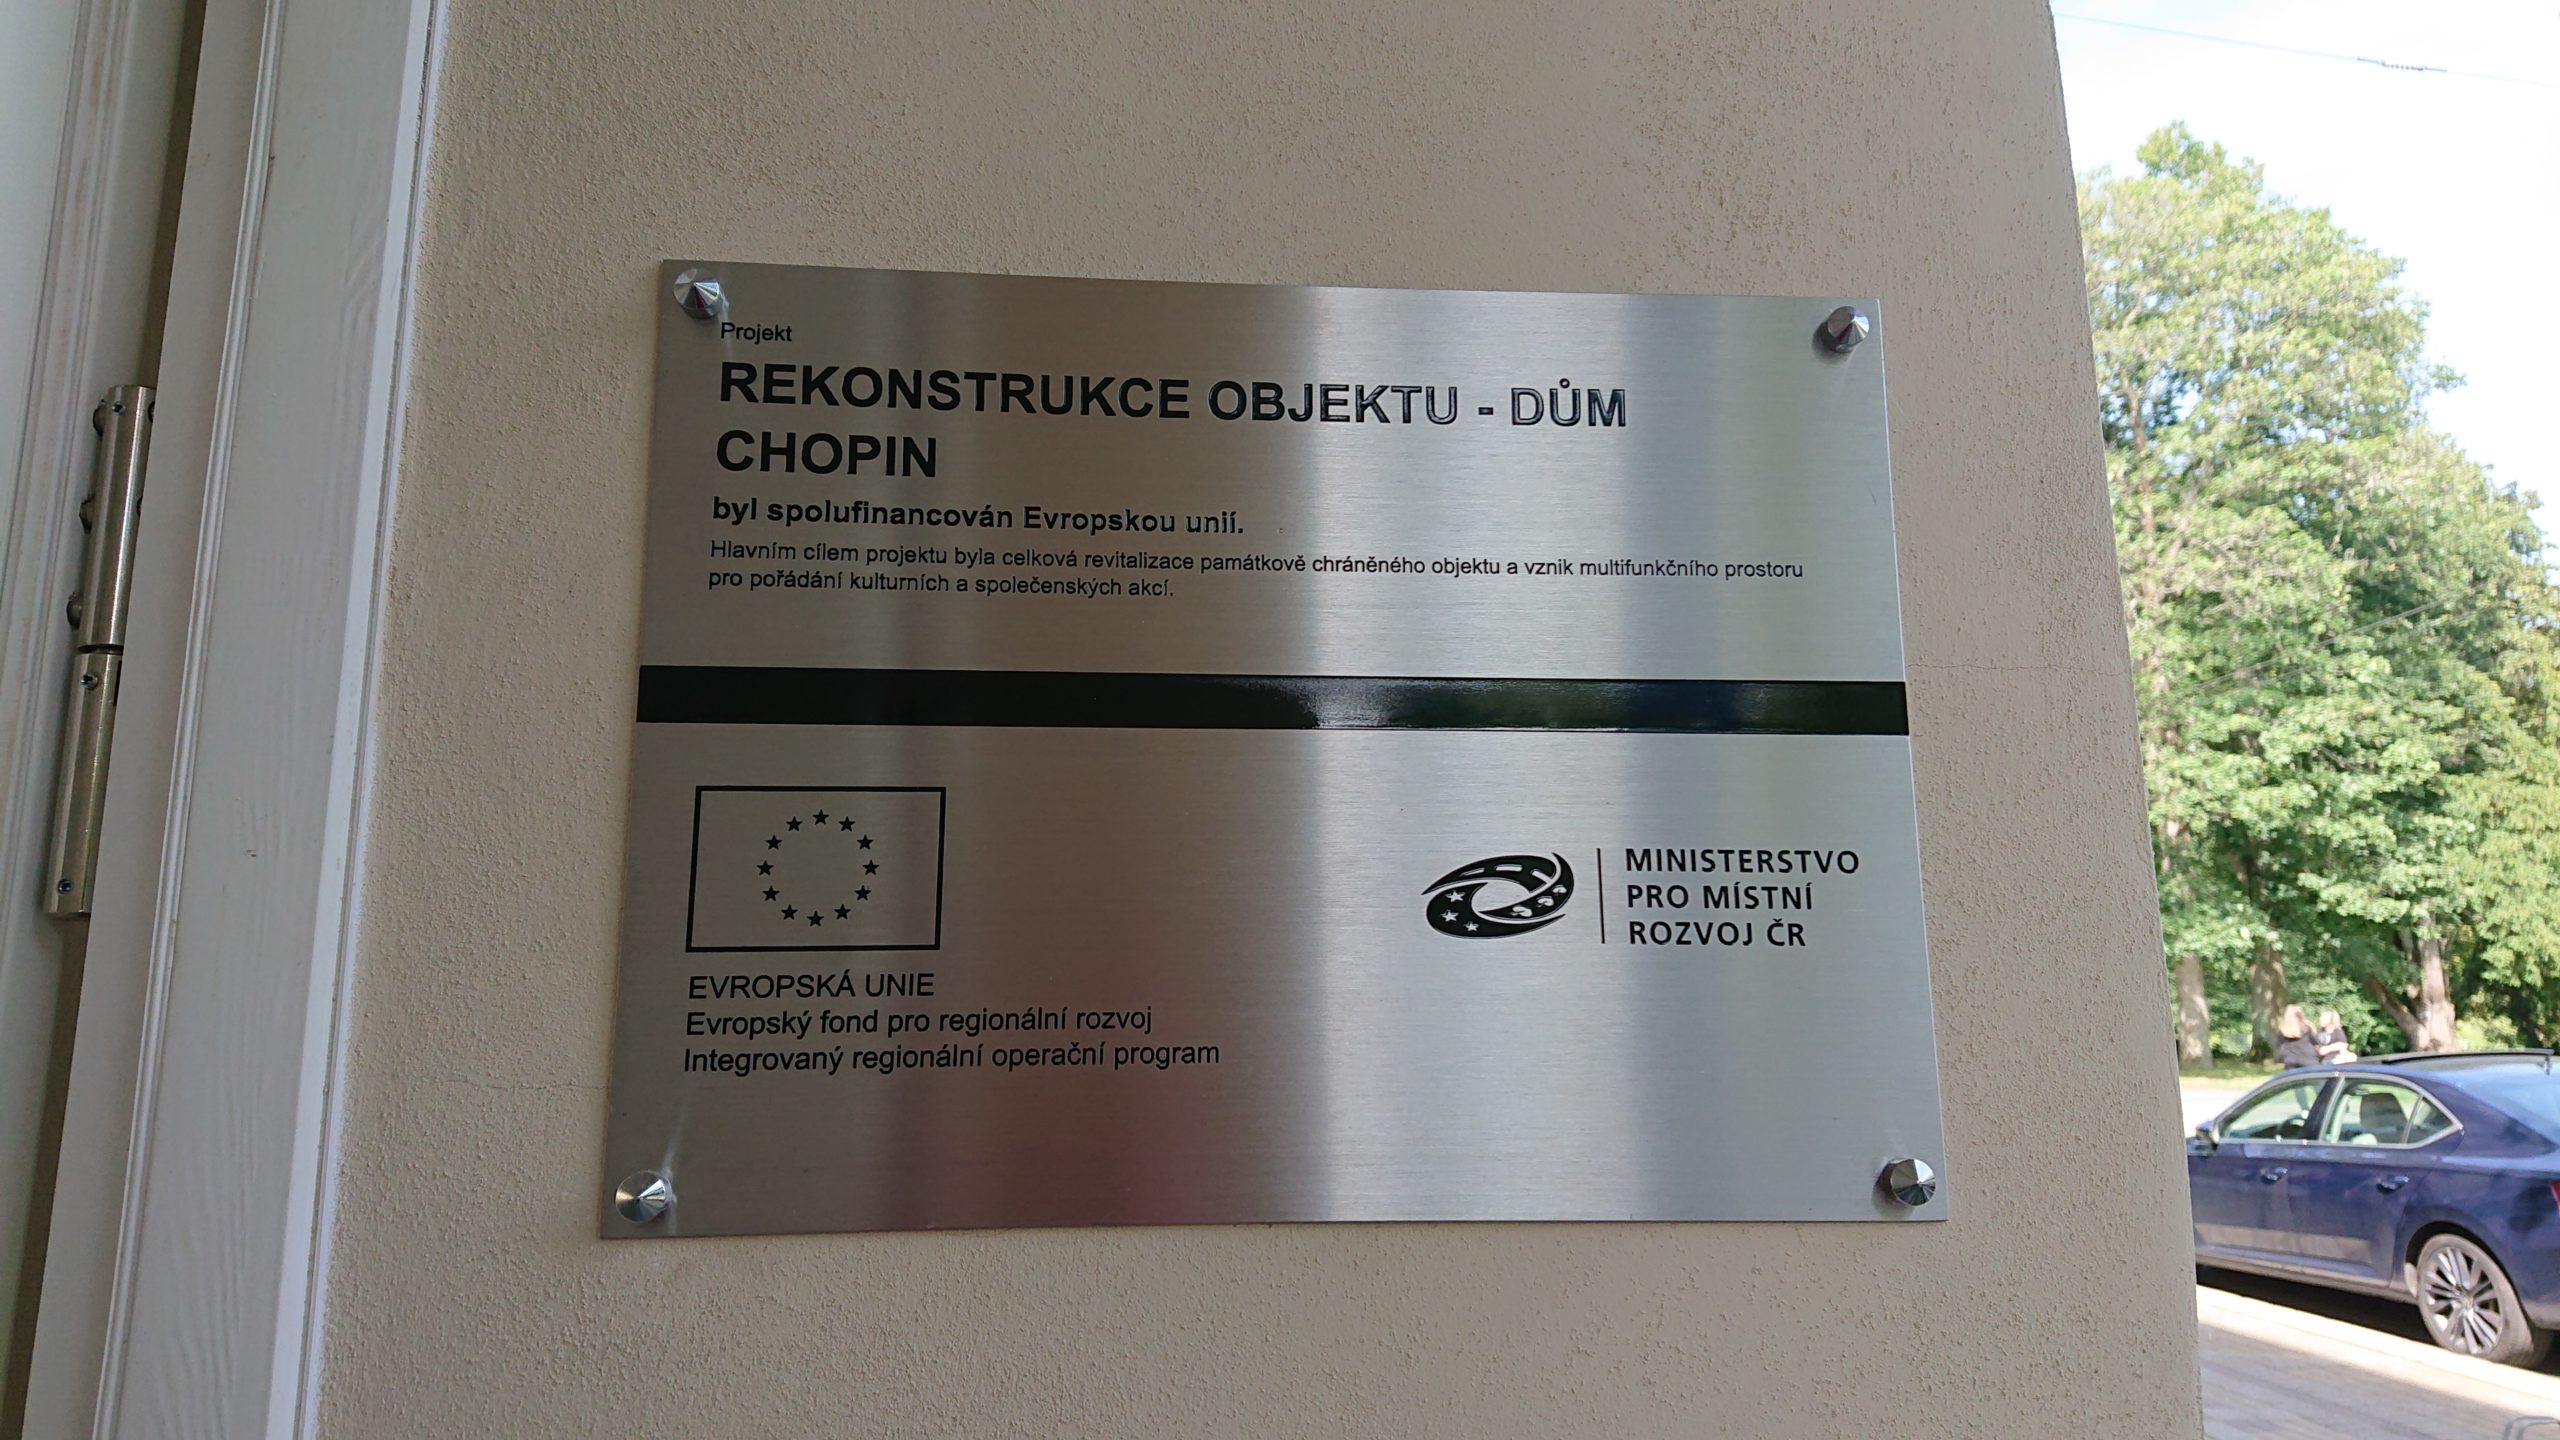 Projekt
REKONSTRUKCE OBJEKTU - DŮM
CHOPIN
byl spolufinancován Evropskou unií.
Hlavním cílem projektu byla celková revitalizace památkově chráněného objektu a vznik multifunkčního prostoru
pro pořádání kulturních a společenských akcí.
EVROPSKÁ UNIE
Evropský fond pro regionální rozvoj
Integrovaný regionální operační program
MINISTERSTVO
PRO MÍSTNÍ
ROZVOJ ČR